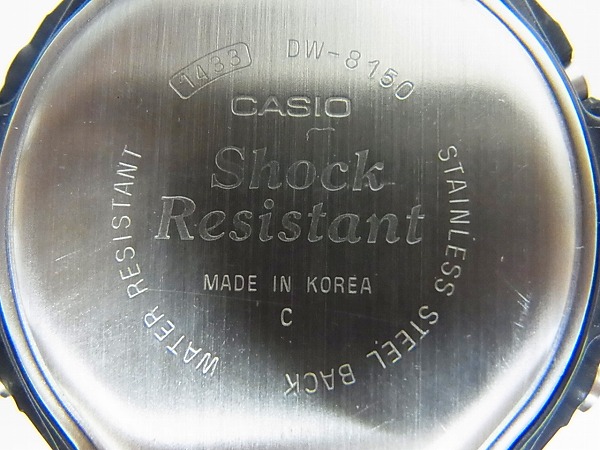 1433 DW-8150
CASIO
Shock
Resistant
MADE IN KOREA
C
WATER RESISTANT
STAINLESS STEEL BACK